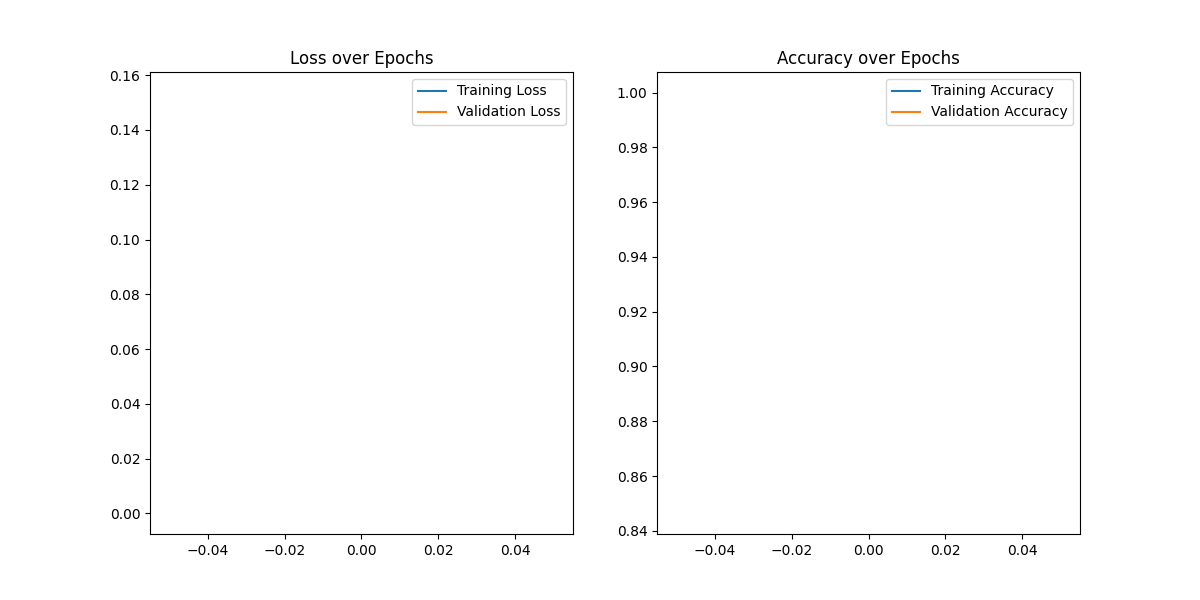 Loss over Epochs
Training Loss
Validation Loss
0.16
0.14
0.12
0.10
0.08
0.06
0.04
0.02
0.00
−0.04 −0.02 0.00 0.02 0.04
Accuracy over Epochs
Training Accuracy
Validation Accuracy
1.00
0.98
0.96
0.94
0.92
0.90
0.88
0.86
0.84
−0.04 −0.02 0.00 0.02 0.04